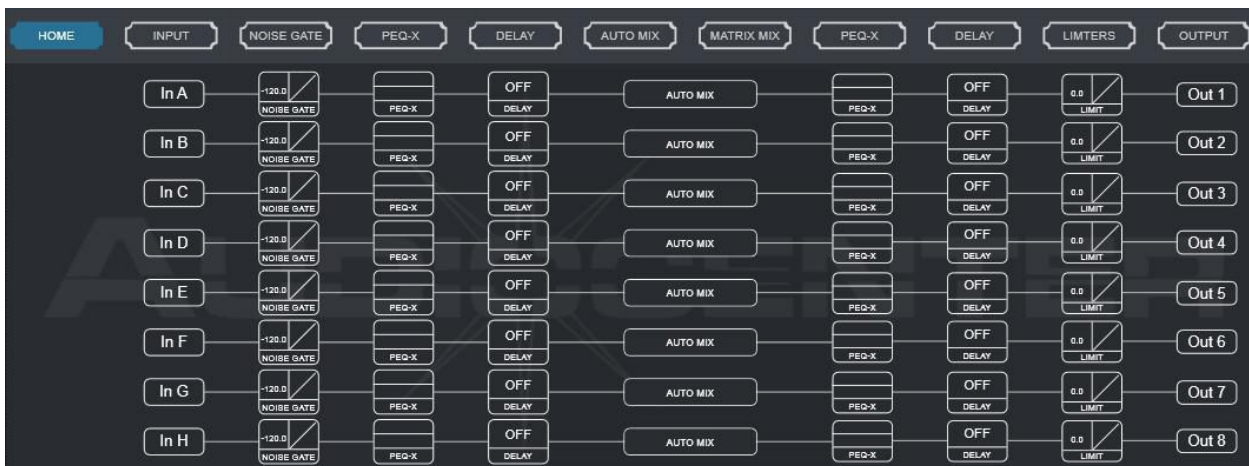 HOME INPUT NOISE GATE PEQ-X DELAY AUTO MIX MATRIX MIX PEQ-X DELAY LIMTERS OUTPUT
In A -120.0 NOISE GATE PEQ-X OFF DELAY AUTO MIX PEQ-X OFF DELAY 0.0 LIMIT Out 1
In B -120.0 NOISE GATE PEQ-X OFF DELAY AUTO MIX PEQ-X OFF DELAY 0.0 LIMIT Out 2
In C -120.0 NOISE GATE PEQ-X OFF DELAY AUTO MIX PEQ-X OFF DELAY 0.0 LIMIT Out 3
In D -120.0 NOISE GATE PEQ-X OFF DELAY AUTO MIX PEQ-X OFF DELAY 0.0 LIMIT Out 4
In E -120.0 NOISE GATE PEQ-X OFF DELAY AUTO MIX PEQ-X OFF DELAY 0.0 LIMIT Out 5
In F -120.0 NOISE GATE PEQ-X OFF DELAY AUTO MIX PEQ-X OFF DELAY 0.0 LIMIT Out 6
In G -120.0 NOISE GATE PEQ-X OFF DELAY AUTO MIX PEQ-X OFF DELAY 0.0 LIMIT Out 7
In H -120.0 NOISE GATE PEQ-X OFF DELAY AUTO MIX PEQ-X OFF DELAY 0.0 LIMIT Out 8
AUDIOCENTER